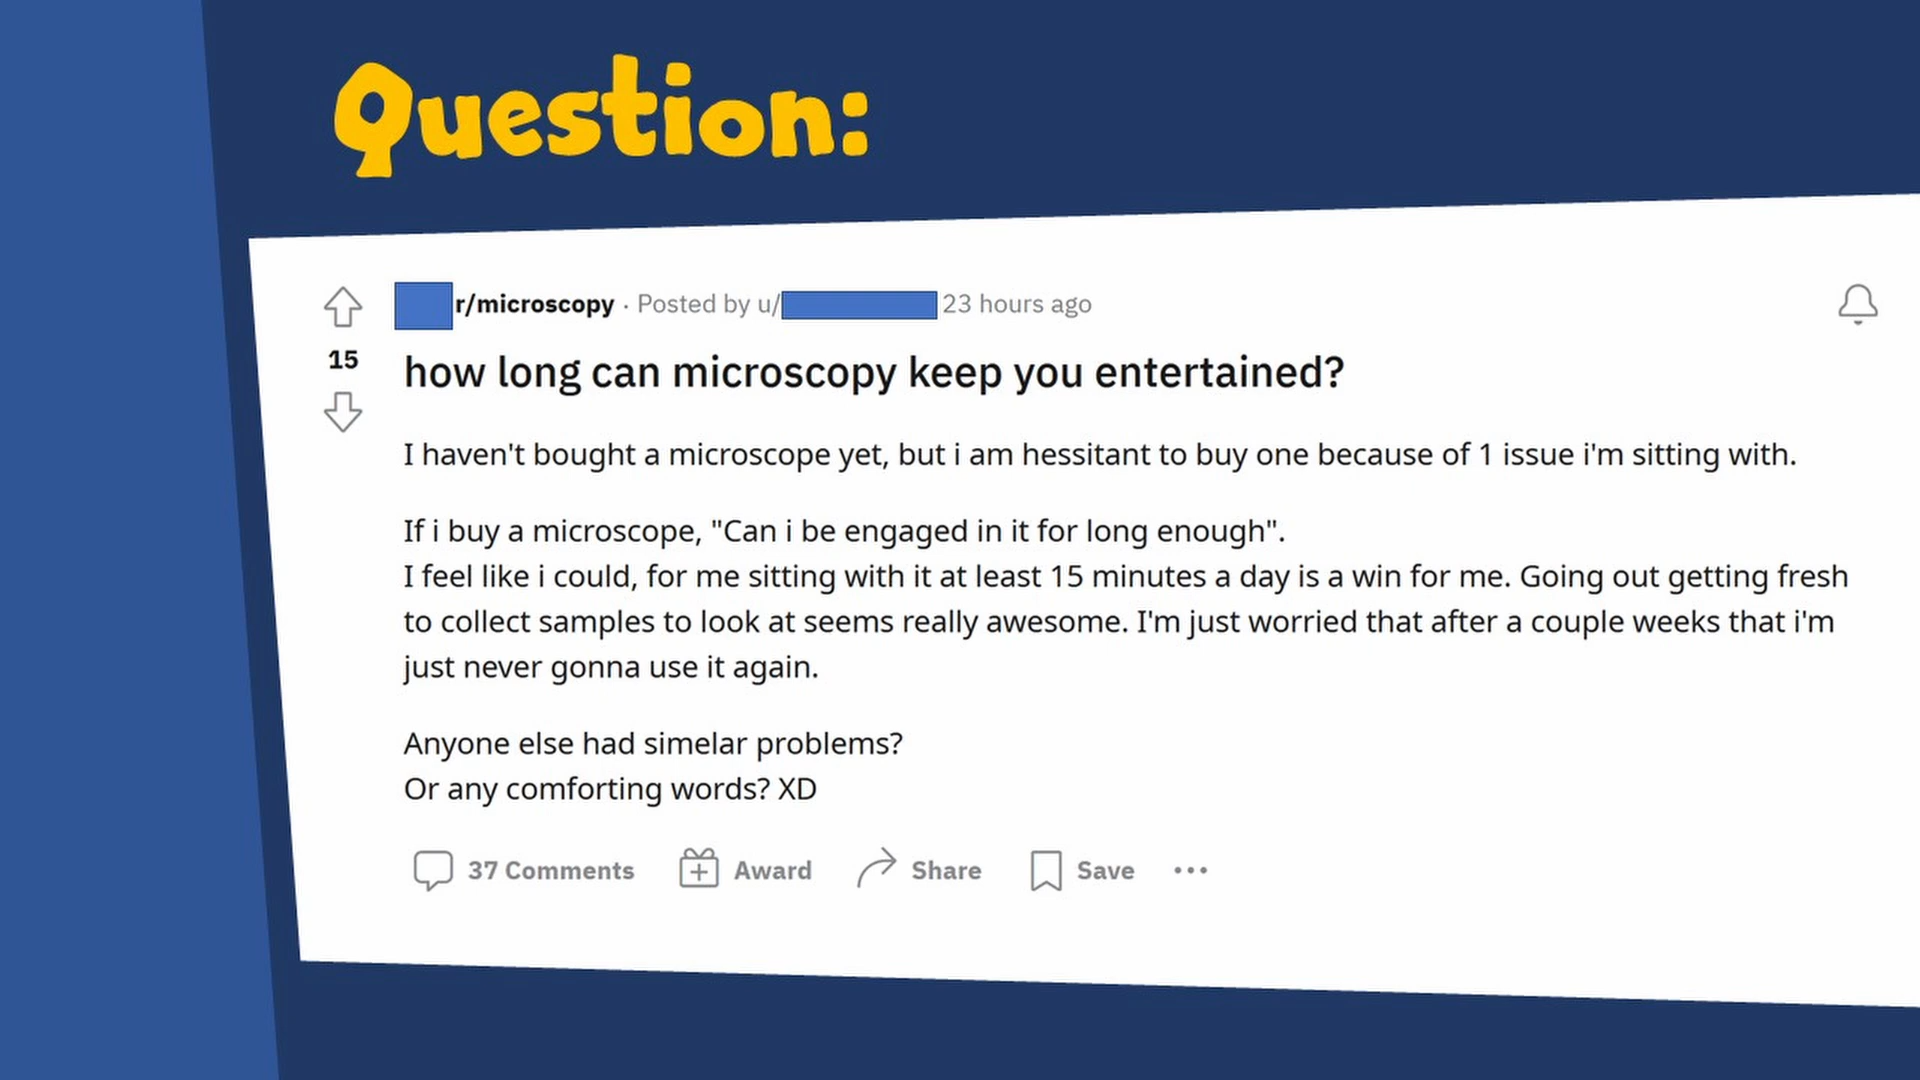 Question:
r/microscopy · Posted by u/ 23 hours ago
15
how long can microscopy keep you entertained?
I haven't bought a microscope yet, but i am hessitant to buy one because of 1 issue i'm sitting with.
If i buy a microscope, "Can i be engaged in it for long enough".
I feel like i could, for me sitting with it at least 15 minutes a day is a win for me. Going out getting fresh
to collect samples to look at seems really awesome. I'm just worried that after a couple weeks that i'm
just never gonna use it again.
Anyone else had simelar problems?
Or any comforting words? XD
37 Comments Award Share Save ...